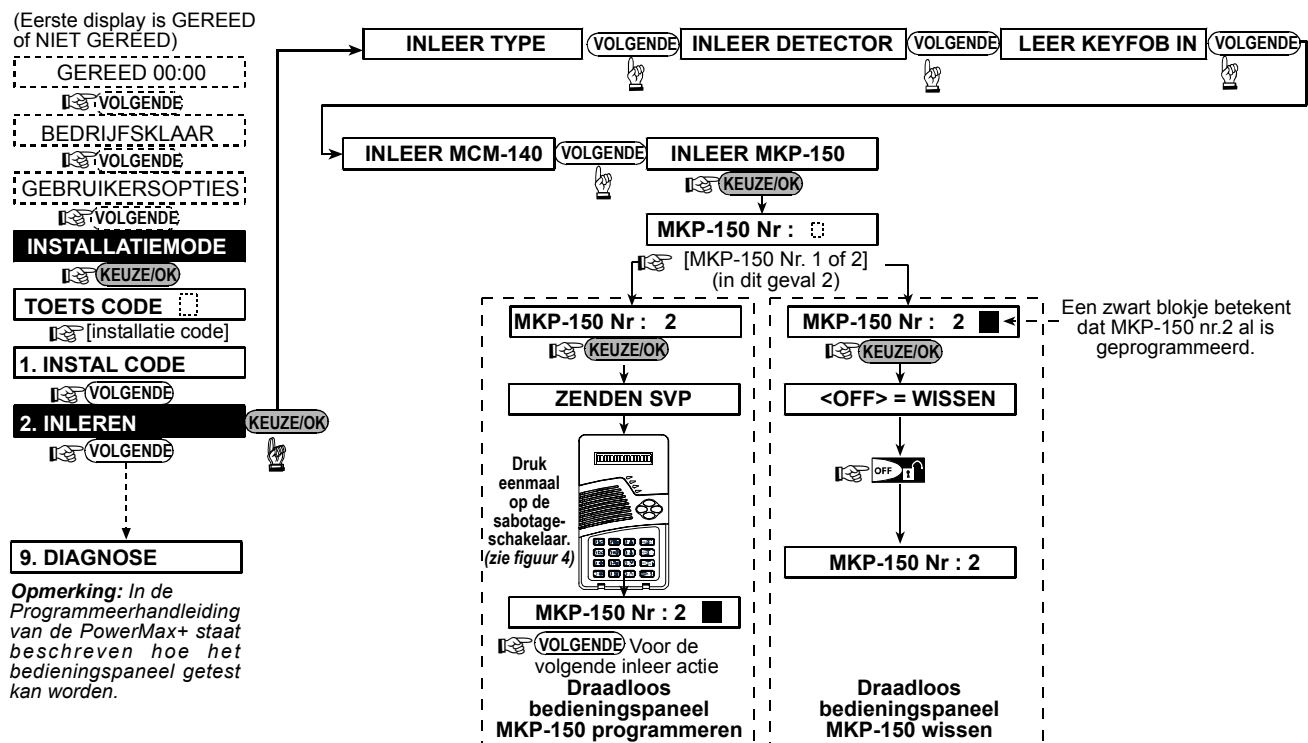 (Eerste display is GEREED
of NIET GEREED)
GEREED 00:00
VOLGENDE
BEDRIJFSKLAAR
VOLGENDE
GEBRUIKERSOPTIES
VOLGENDE
INSTALLATIEMODE
KEUZE/OK
TOETS CODE
[installatie code]
1. INSTAL CODE
VOLGENDE
2. INLEREN
KEUZE/OK
VOLGENDE
9. DIAGNOSE
Opmerking: In de
Programmeerhandleiding
van de PowerMax+ staat
beschreven hoe het
bedieningspaneel getest
kan worden.
INLEER TYPE
VOLGENDE
INLEER DETECTOR
VOLGENDE
LEER KEYFOB IN
VOLGENDE
INLEER MCM-140
VOLGENDE
INLEER MKP-150
KEUZE/OK
MKP-150 Nr :
[MKP-150 Nr. 1 of 2]
(in dit geval 2)
MKP-150 Nr : 2
KEUZE/OK
ZENDEN SVP
Druk
eenmaal
op de
sabotage-
schakelaar.
(zie figuur 4)
MKP-150 Nr : 2
VOLGENDE Voor de
volgende inleer actie
Draadloos
bedieningspaneel
MKP-150 programmeren
MKP-150 Nr : 2
KEUZE/OK
<OFF> = WISSEN
OFF
MKP-150 Nr : 2
Draadloos
bedieningspaneel
MKP-150 wissen
Een zwart blokje betekent
dat MKP-150 nr.2 al is
geprogrammeerd.